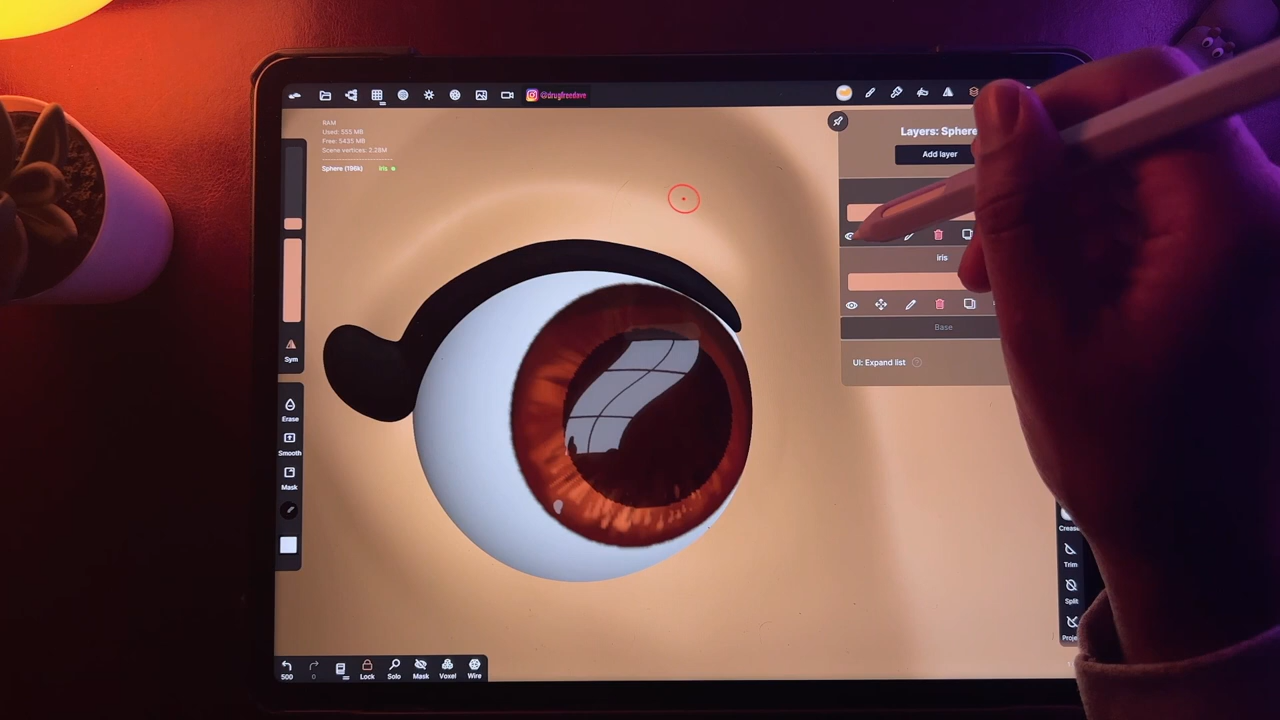 @drugfreedave
RAM
Used: 555 MB
Free: 5435 MB
Scene vertices: 2.28M
Sphere (196k) Iris
Layers: Sphere
Add layer
iris
Base
UI: Expand list ?
Sym
Erase
Smooth
Mask
Crease
Trim
Split
500
0
Lock
Solo
Mask
Voxel
Wire